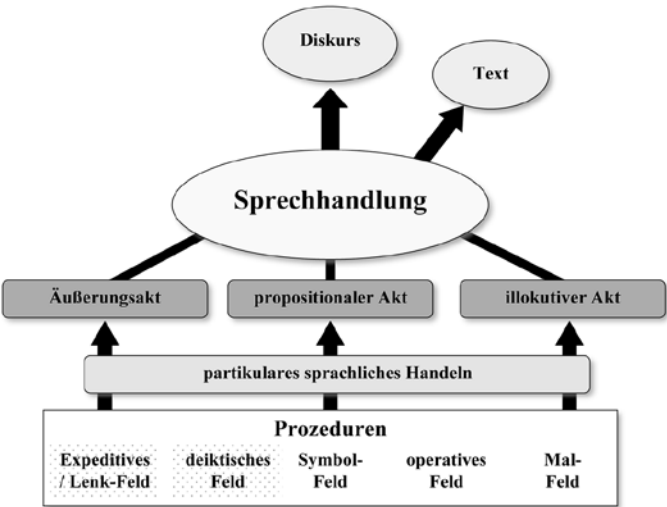 Diskurs
Text
Sprechhandlung
Äußerungsakt
propositionaler Akt
illokutiver Akt
partikulares sprachliches Handeln
Prozeduren
Expeditives
/ Lenk-Feld
deiktisches
Feld
Symbol-
Feld
operatives
Feld
Mal-
Feld